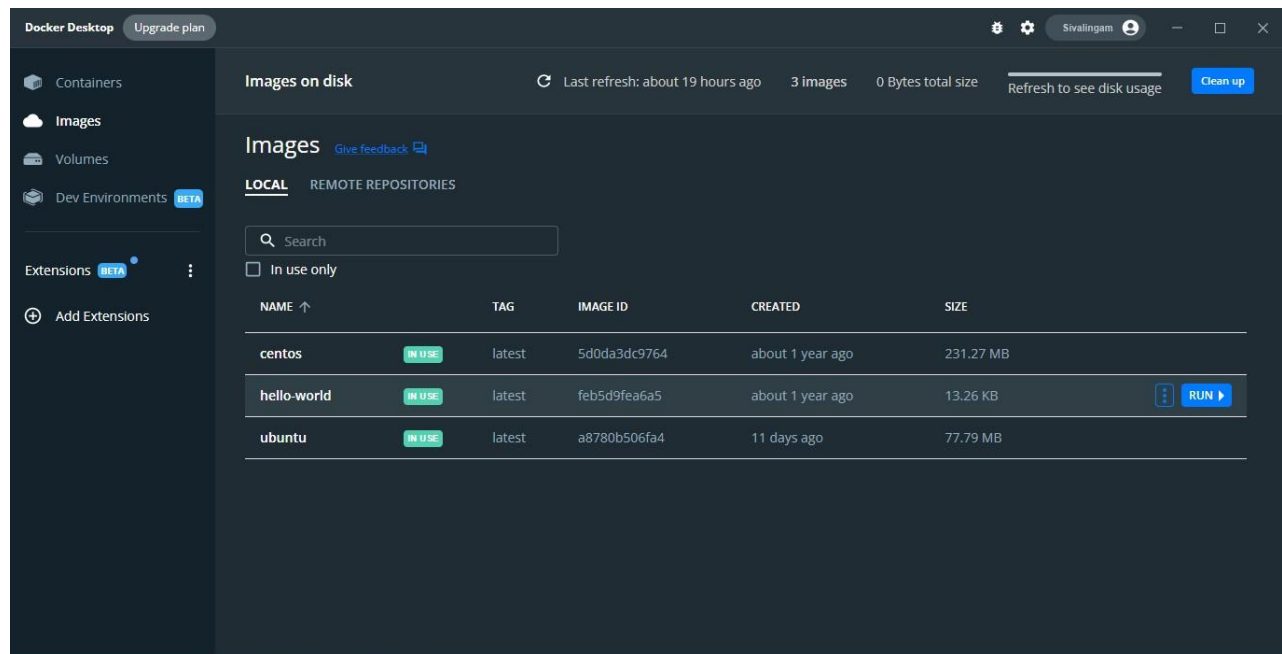 Docker Desktop Upgrade plan Sivalingam
Containers
Images
Volumes
Dev Environments BETA
Extensions BETA
Add Extensions
Images on disk Last refresh: about 19 hours ago 3 images 0 Bytes total size Refresh to see disk usage Clean up
Images Give feedback
LOCAL REMOTE REPOSITORIES
Search
In use only
NAME TAG IMAGE ID CREATED SIZE
centos IN USE latest 5d0da3dc9764 about 1 year ago 231.27 MB
hello-world IN USE latest feb5d9fea6a5 about 1 year ago 13.26 KB RUN
ubuntu IN USE latest a8780b506fa4 11 days ago 77.79 MB